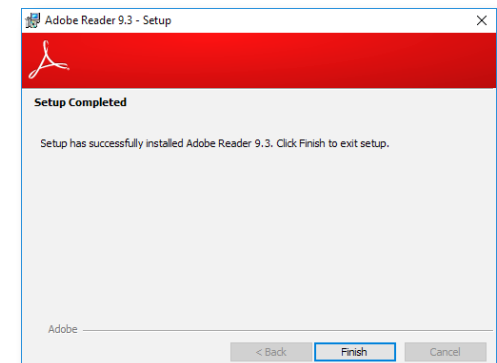 Adobe Reader 9.3 - Setup
Setup Completed
Setup has successfully installed Adobe Reader 9.3. Click Finish to exit setup.
Adobe
< Back Finish Cancel